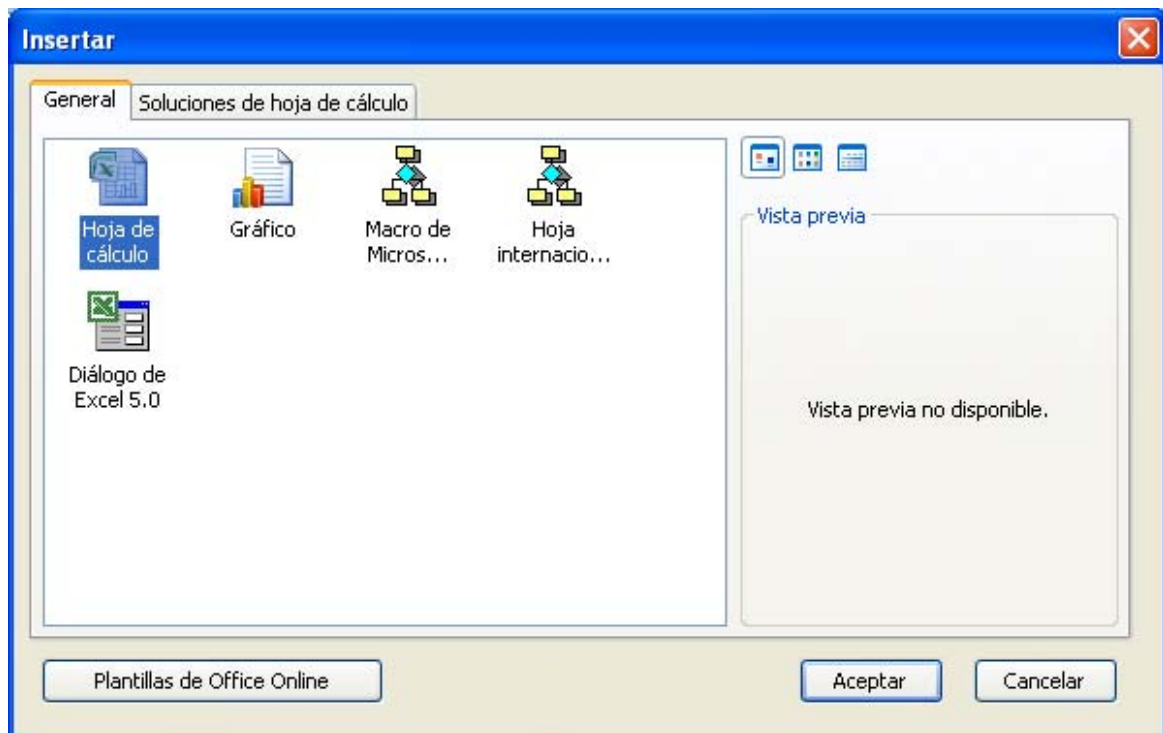 Insertar
General
Soluciones de hoja de cálculo
Hoja de
cálculo
Gráfico
Macro de
Micros...
Hoja
internacio...
Diálogo de
Excel 5.0
Vista previa
Vista previa no disponible.
Plantillas de Office Online
Aceptar
Cancelar